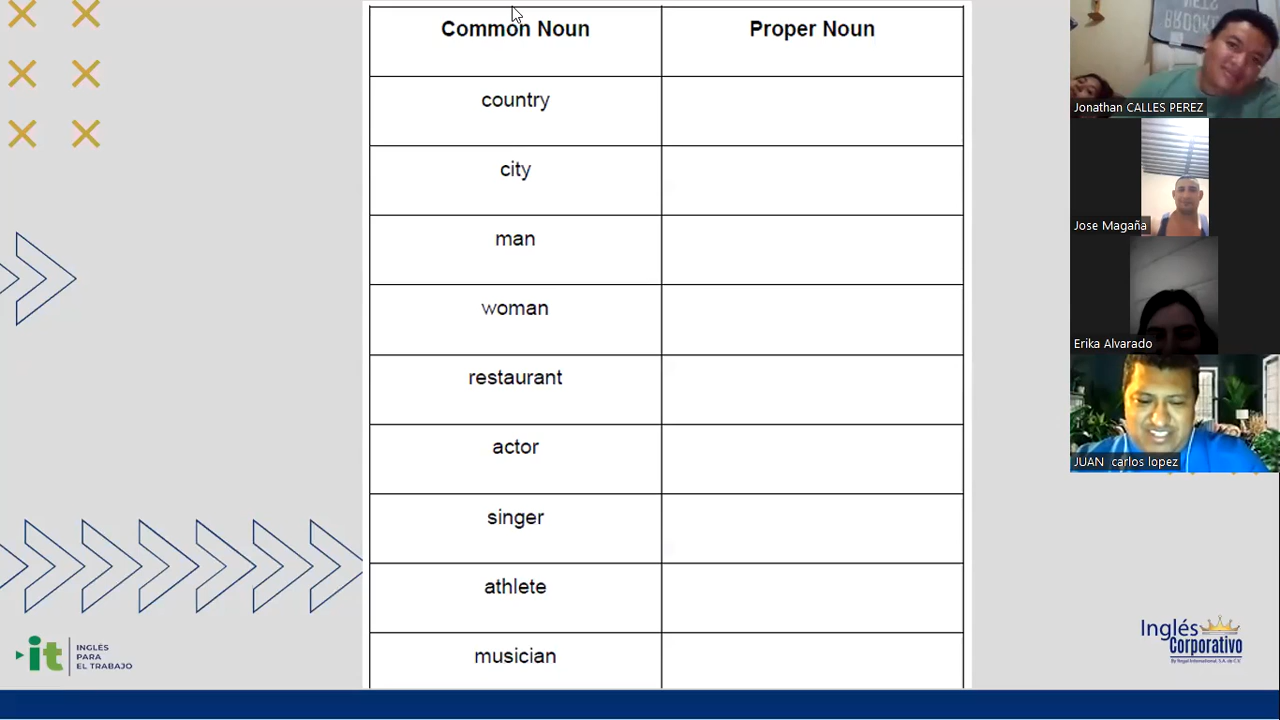 Common Noun
Proper Noun
country
city
man
woman
restaurant
actor
singer
athlete
musician
Jonathan CALLES PEREZ
Jose Magaña
Erika Alvarado
JUAN carlos lopez
it
INGLÉS
PARA
EL TRABAJO
Inglés
Corporativo